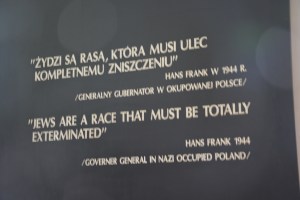 "ŻYDZI SĄ RASĄ, KTÓRA MUSI ULEC
KOMPLETNEMU ZNISZCZENIU"
HANS FRANK W 1944 R.
/GENERALNY GUBERNATOR W OKUPOWANEJ POLSCE/
"JEWS ARE A RACE THAT MUST BE TOTALLY
EXTERMINATED"
HANS FRANK 1944
/GOVERNER GENERAL IN NAZI OCCUPIED POLAND/